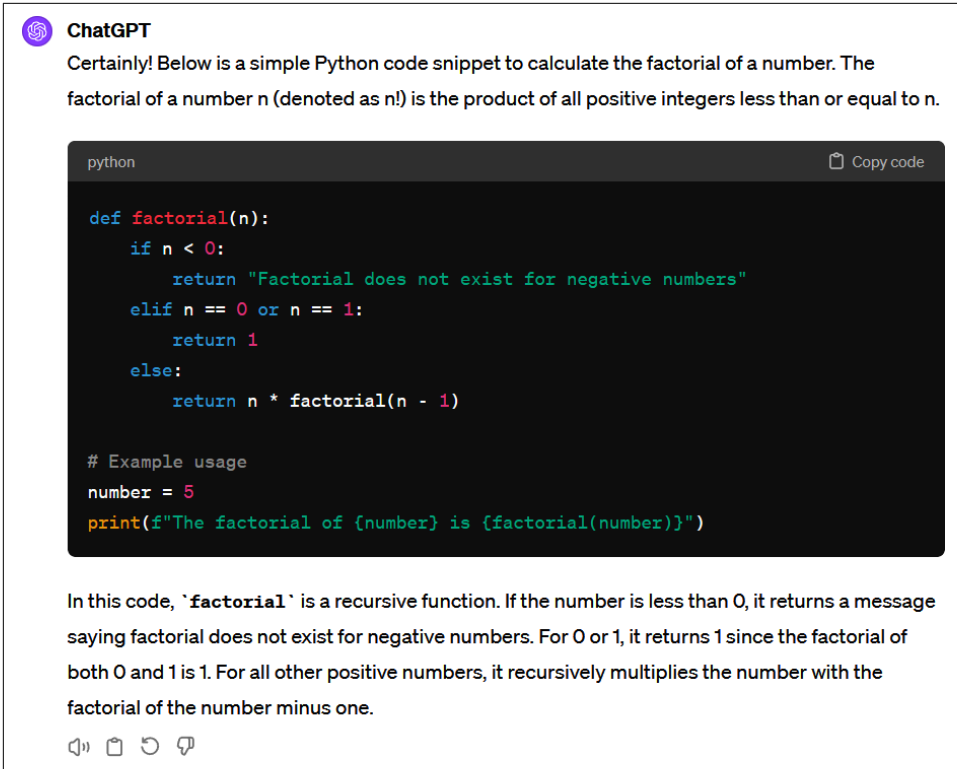 ChatGPT
Certainly! Below is a simple Python code snippet to calculate the factorial of a number. The
factorial of a number n (denoted as n!) is the product of all positive integers less than or equal to n.
python
Copy code
def factorial(n):
    if n < 0:
        return "Factorial does not exist for negative numbers"
    elif n == 0 or n == 1:
        return 1
    else:
        return n * factorial(n - 1)
# Example usage
number = 5
print(f"The factorial of {number} is {factorial(number)}")
In this code, `factorial` is a recursive function. If the number is less than 0, it returns a message
saying factorial does not exist for negative numbers. For 0 or 1, it returns 1 since the factorial of
both 0 and 1 is 1. For all other positive numbers, it recursively multiplies the number with the
factorial of the number minus one.